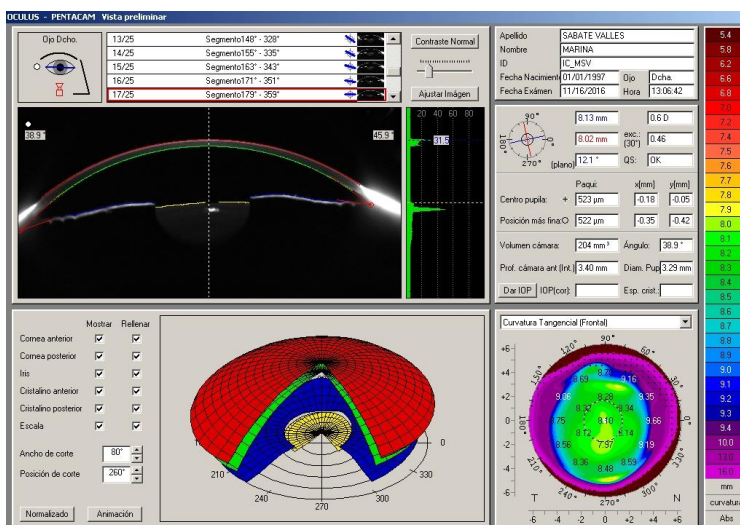 OCULUS - PENTACAM   Vista preliminar
Ojo Dcho.
13/25 Segmento148° - 328°
14/25 Segmento155° - 335°
15/25 Segmento163° - 343°
16/25 Segmento171° - 351°
17/25 Segmento179° - 359°
Contraste Normal
Ajustar Imágen
Apellido SABATE VALLES
Nombre MARINA
ID IC_MSV
Fecha Nacimient 01/01/1997 Ojo Dcha.
Fecha Exámen 11/16/2016 Hora 13:06:42
38.9°
45.9°
20 40 60 80
31.5
90°
180°
0°
270°
8.13 mm 0.6 D
8.02 mm exc.: (30°) 0.46
(plano) 12.1 ° QS: OK
Paqui: x[mm] y[mm]
Centro pupila: + 523 µm -0.18 -0.05
Posición más fina: O 522 µm -0.35 -0.42
Volumen cámara: 204 mm³ Ángulo: 38.9 °
Prof. cámara ant (Int.) 3.40 mm Diam. Pup 3.29 mm
Dar IOP IOP(cor): Esp. crist.:
Mostrar Rellenar
Cornea anterior
Cornea posterior
Iris
Cristalino anterior
Cristalino posterior
Escala
Ancho de corte 80°
Posición de corte 260°
Normalizado Animación
210
240
270
300
330
0
Curvatura Tangencial (Frontal)
+6
+4
+2
0
-2
-4
-6
90°
120°
60°
150°
30°
180°
0°
210°
330°
240°
300°
270°
8.69 9.16
9.06 8.28 9.35
8.32 8.34
8.75 8.10 9.66
8.12 8.14
8.56 7.97 9.19
8.36 8.48 8.59
T N
-6 -4 -2 0 +2 +4 +6
5.4
5.8
6.2
6.6
6.8
7.0
7.2
7.4
7.5
7.6
7.7
7.8
7.9
8.0
8.1
8.2
8.3
8.4
8.5
8.6
8.7
8.8
8.9
9.0
9.1
9.2
9.3
9.4
10.0
13.0
16.0
mm
curvatura
Abs